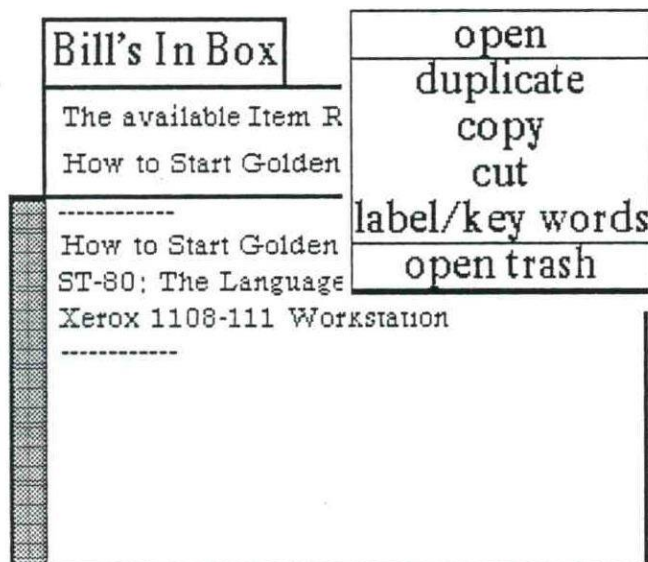 Bill's In Box
The available Item R
How to Start Golden
------------
How to Start Golden
ST-80: The Language
Xerox 1108-111 Workstation
------------
open
duplicate
copy
cut
label/key words
open trash